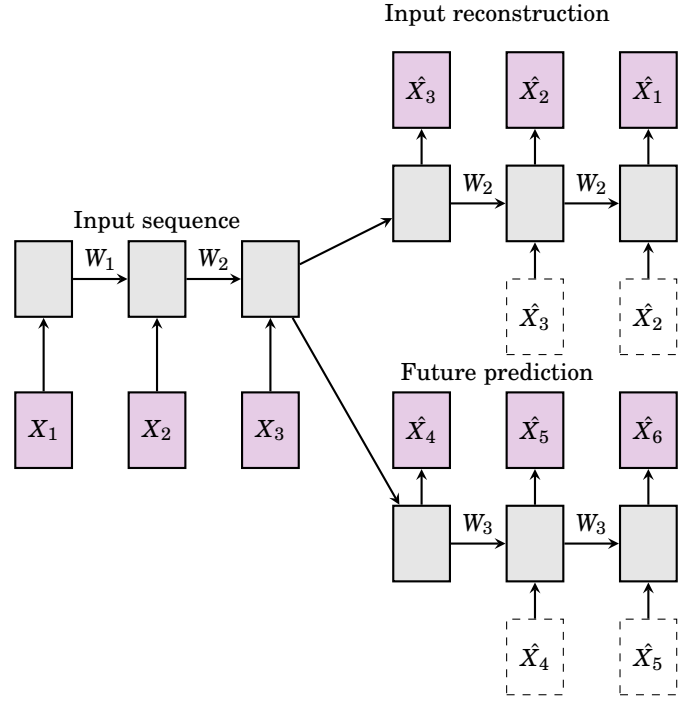 Input reconstruction
X̂₃ X̂₂ X̂₁
W₂ W₂
Input sequence
W₁ W₂
X̂₃ X̂₂
Future prediction
X₁ X₂ X₃ X̂₄ X̂₅ X̂₆
W₃ W₃
X̂₄ X̂₅